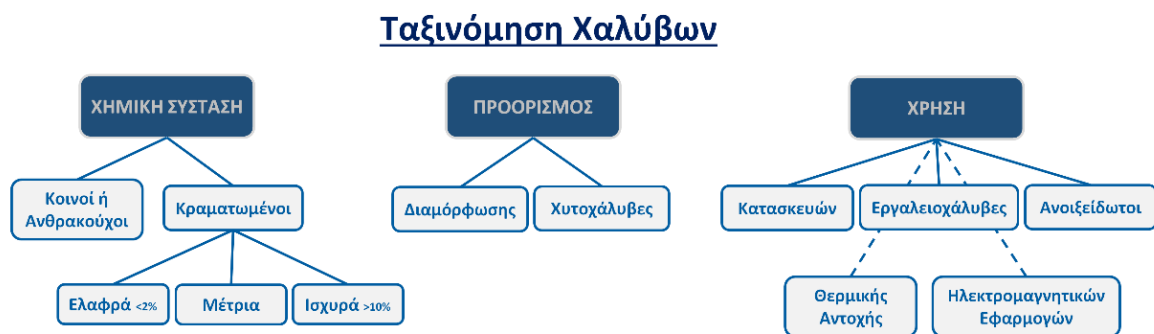 Ταξινόμηση Χαλύβων
ΧΗΜΙΚΗ ΣΥΣΤΑΣΗ
Κοινοί ή
Ανθρακούχοι
Κραματωμένοι
Ελαφρά <2%
Μέτρια
Ισχυρά >10%
ΠΡΟΟΡΙΣΜΟΣ
Διαμόρφωσης
Χυτοχάλυβες
ΧΡΗΣΗ
Κατασκευών
Εργαλειοχάλυβες
Ανοιξείδωτοι
Θερμικής
Αντοχής
Ηλεκτρομαγνητικών
Εφαρμογών